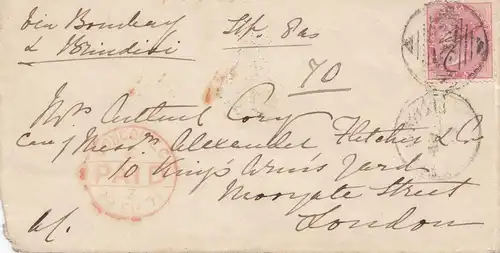 via Bombay Stp. 8as
& Brindisi
70
Mrs Arthur Cory
Care of Messrs Alexander Fletcher & Co
PAID
10 King's Arms Yard
Moorgate Street
London